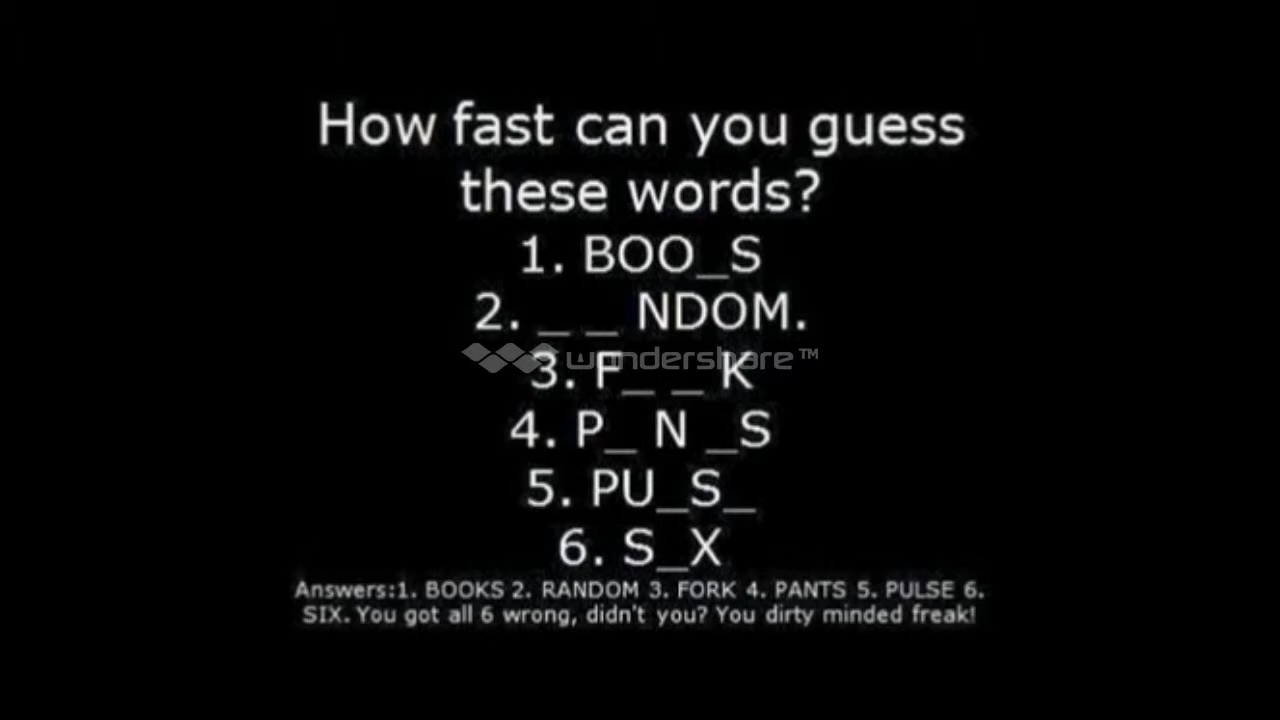 How fast can you guess
these words?
1. BOO_S
2. _ _ NDOM.
wondershare™
3. F_ _ K
4. P_ N _S
5. PU_S_
6. S_X
Answers:1. BOOKS 2. RANDOM 3. FORK 4. PANTS 5. PULSE 6.
SIX. You got all 6 wrong, didn't you? You dirty minded freak!